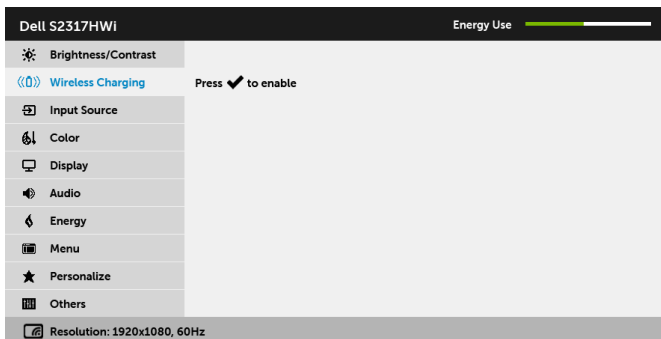 Dell S2317HWi
Energy Use
Brightness/Contrast
Wireless Charging
Press ✔ to enable
Input Source
Color
Display
Audio
Energy
Menu
Personalize
Others
Resolution: 1920x1080, 60Hz